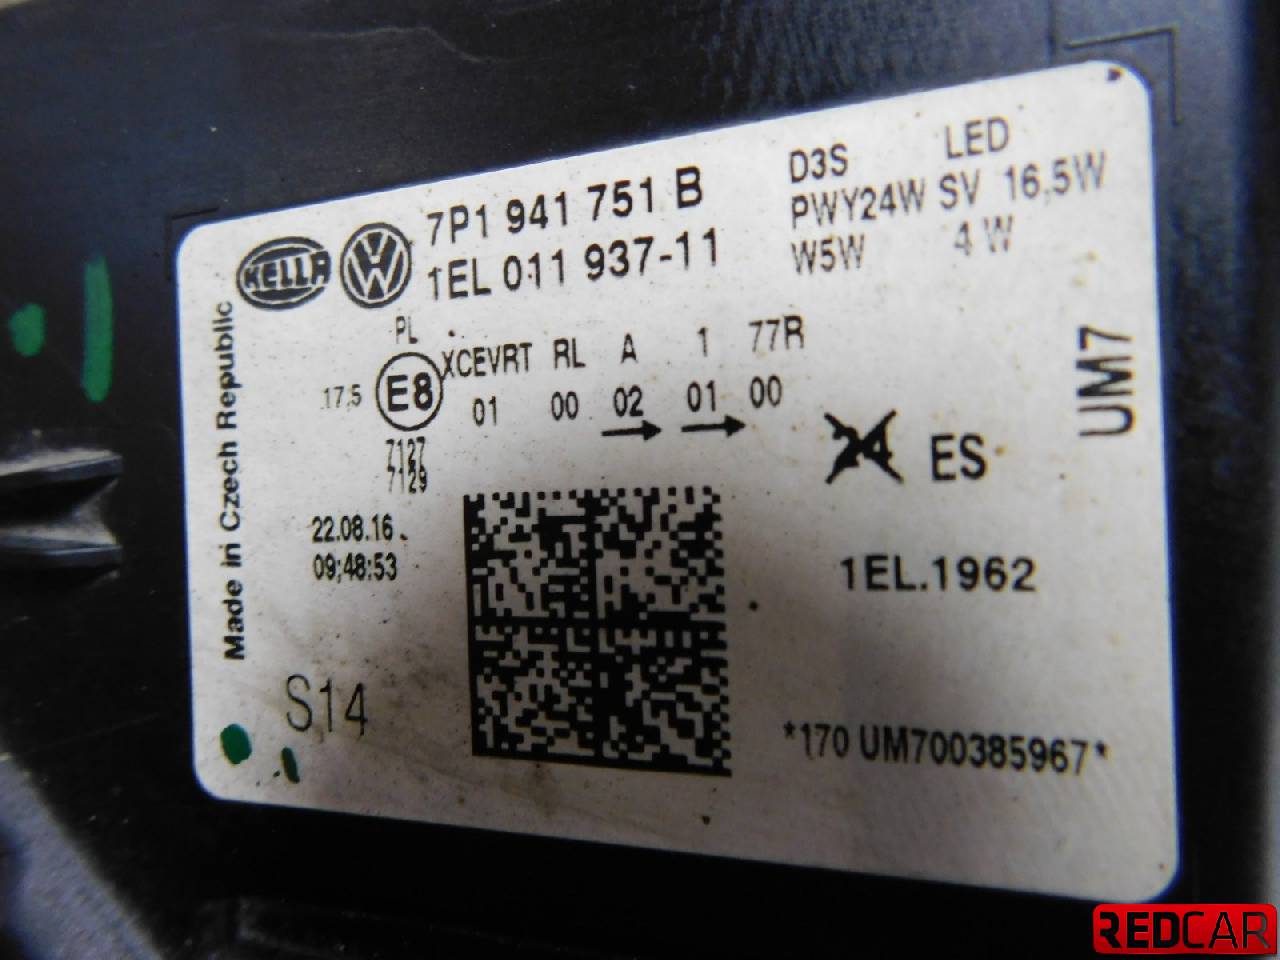 HELLA
7P1 941 751 B
1EL 011 937-11
D3S LED
PWY24W SV 16,5W
W5W 4 W
PL XCEVRT RL A 1 77R
17,5 E8 01 00 02 01 00
7127
7129
24 ES
UM7
22.08.16
09:48:53
1EL.1962
Made in Czech Republic
S14
*170 UM700385967*
REDCAR